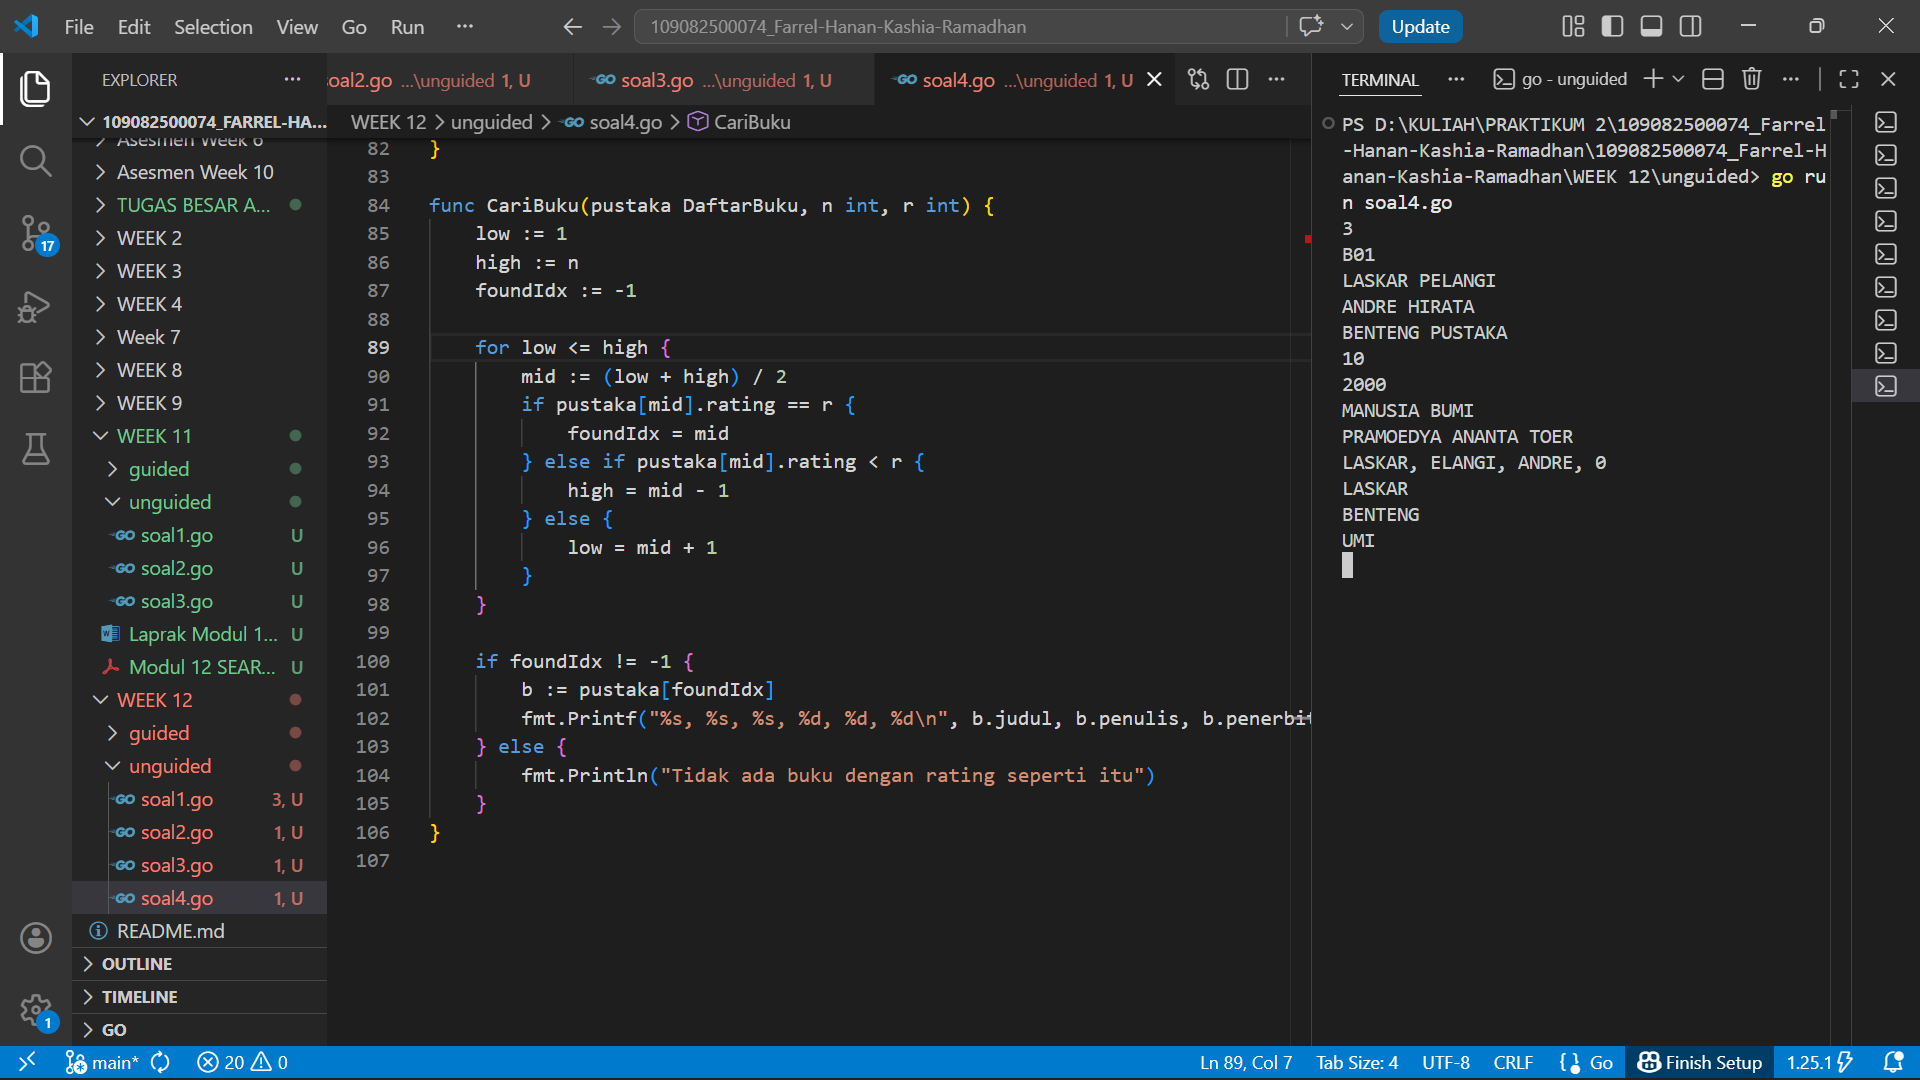 File Edit Selection View Go Run ...
109082500074_Farrel-Hanan-Kashia-Ramadhan
Update
EXPLORER
109082500074_FARREL-HA...
Asesmen Week 6
Asesmen Week 10
TUGAS BESAR A...
WEEK 2
WEEK 3
WEEK 4
Week 7
WEEK 8
WEEK 9
WEEK 11
guided
unguided
soal1.go U
soal2.go U
soal3.go U
Laprak Modul 1... U
Modul 12 SEAR... U
WEEK 12
guided
unguided
soal1.go 3, U
soal2.go 1, U
soal3.go 1, U
soal4.go 1, U
README.md
OUTLINE
TIMELINE
GO
17
1
soal2.go ...\unguided 1, U
soal3.go ...\unguided 1, U
soal4.go ...\unguided 1, U
WEEK 12 > unguided > soal4.go > CariBuku
82 }
83
84 func CariBuku(pustaka DaftarBuku, n int, r int) {
85 low := 1
86 high := n
87 foundIdx := -1
88
89 for low <= high {
90 mid := (low + high) / 2
91 if pustaka[mid].rating == r {
92 foundIdx = mid
93 } else if pustaka[mid].rating < r {
94 high = mid - 1
95 } else {
96 low = mid + 1
97 }
98 }
99
100 if foundIdx != -1 {
101 b := pustaka[foundIdx]
102 fmt.Printf("%s, %s, %s, %d, %d, %d\n", b.judul, b.penulis, b.penerbit
103 } else {
104 fmt.Println("Tidak ada buku dengan rating seperti itu")
105 }
106 }
107
TERMINAL ... go - unguided
PS D:\KULIAH\PRAKTIKUM 2\109082500074_Farrel
-Hanan-Kashia-Ramadhan\109082500074_Farrel-H
anan-Kashia-Ramadhan\WEEK 12\unguided> go ru
n soal4.go
3
B01
LASKAR PELANGI
ANDRE HIRATA
BENTENG PUSTAKA
10
2000
MANUSIA BUMI
PRAMOEDYA ANANTA TOER
LASKAR, ELANGI, ANDRE, 0
LASKAR
BENTENG
UMI
main* 20 0
Ln 89, Col 7 Tab Size: 4 UTF-8 CRLF {} Go Finish Setup 1.25.1